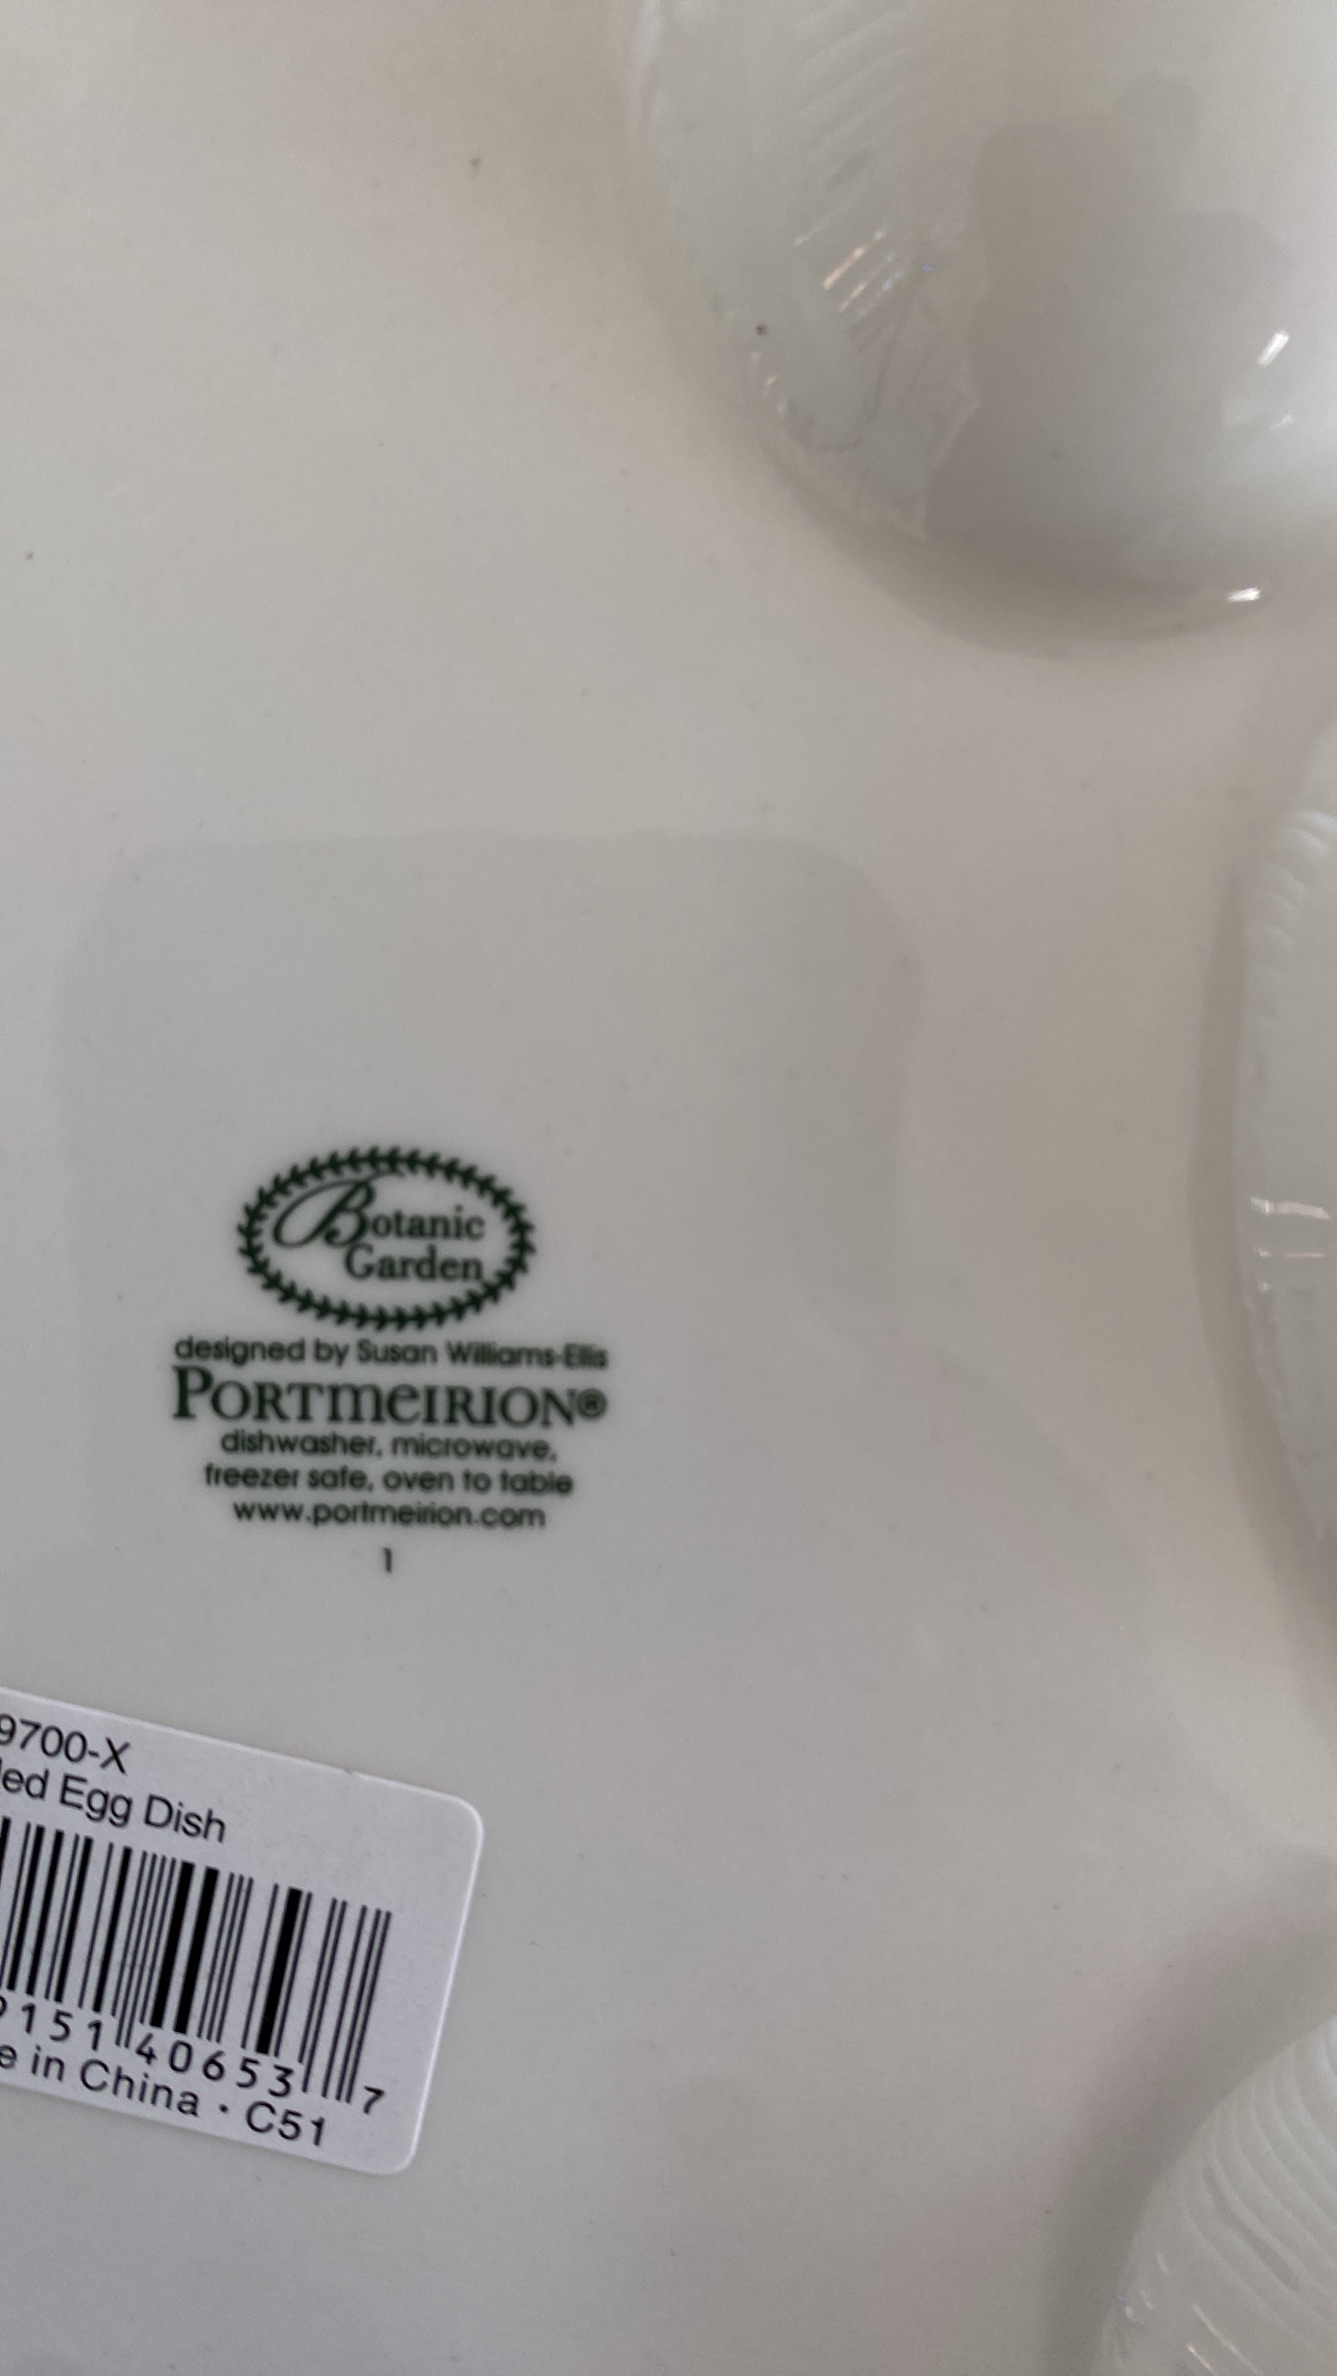 Botanic
Garden
designed by Susan Williams-Ellis
PORTMEIRION®
dishwasher, microwave,
freezer safe, oven to table
www.portmeirion.com
1
9700-X
led Egg Dish
9151 40653 7
e in China · C51